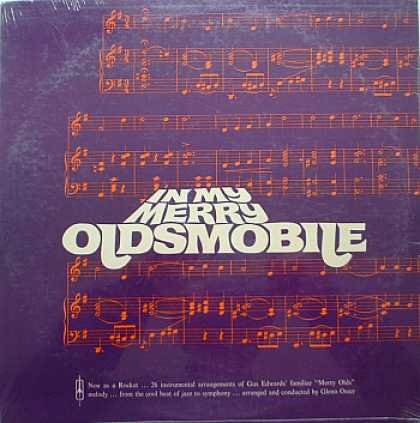 IN MY
MERRY
OLDSMOBILE
New as a Rocket ... 26 instrumental arrangements of Gus Edwards' familiar "Merry Olds"
melody ... from the cool beat of jazz to symphony ... arranged and conducted by Glenn Osser